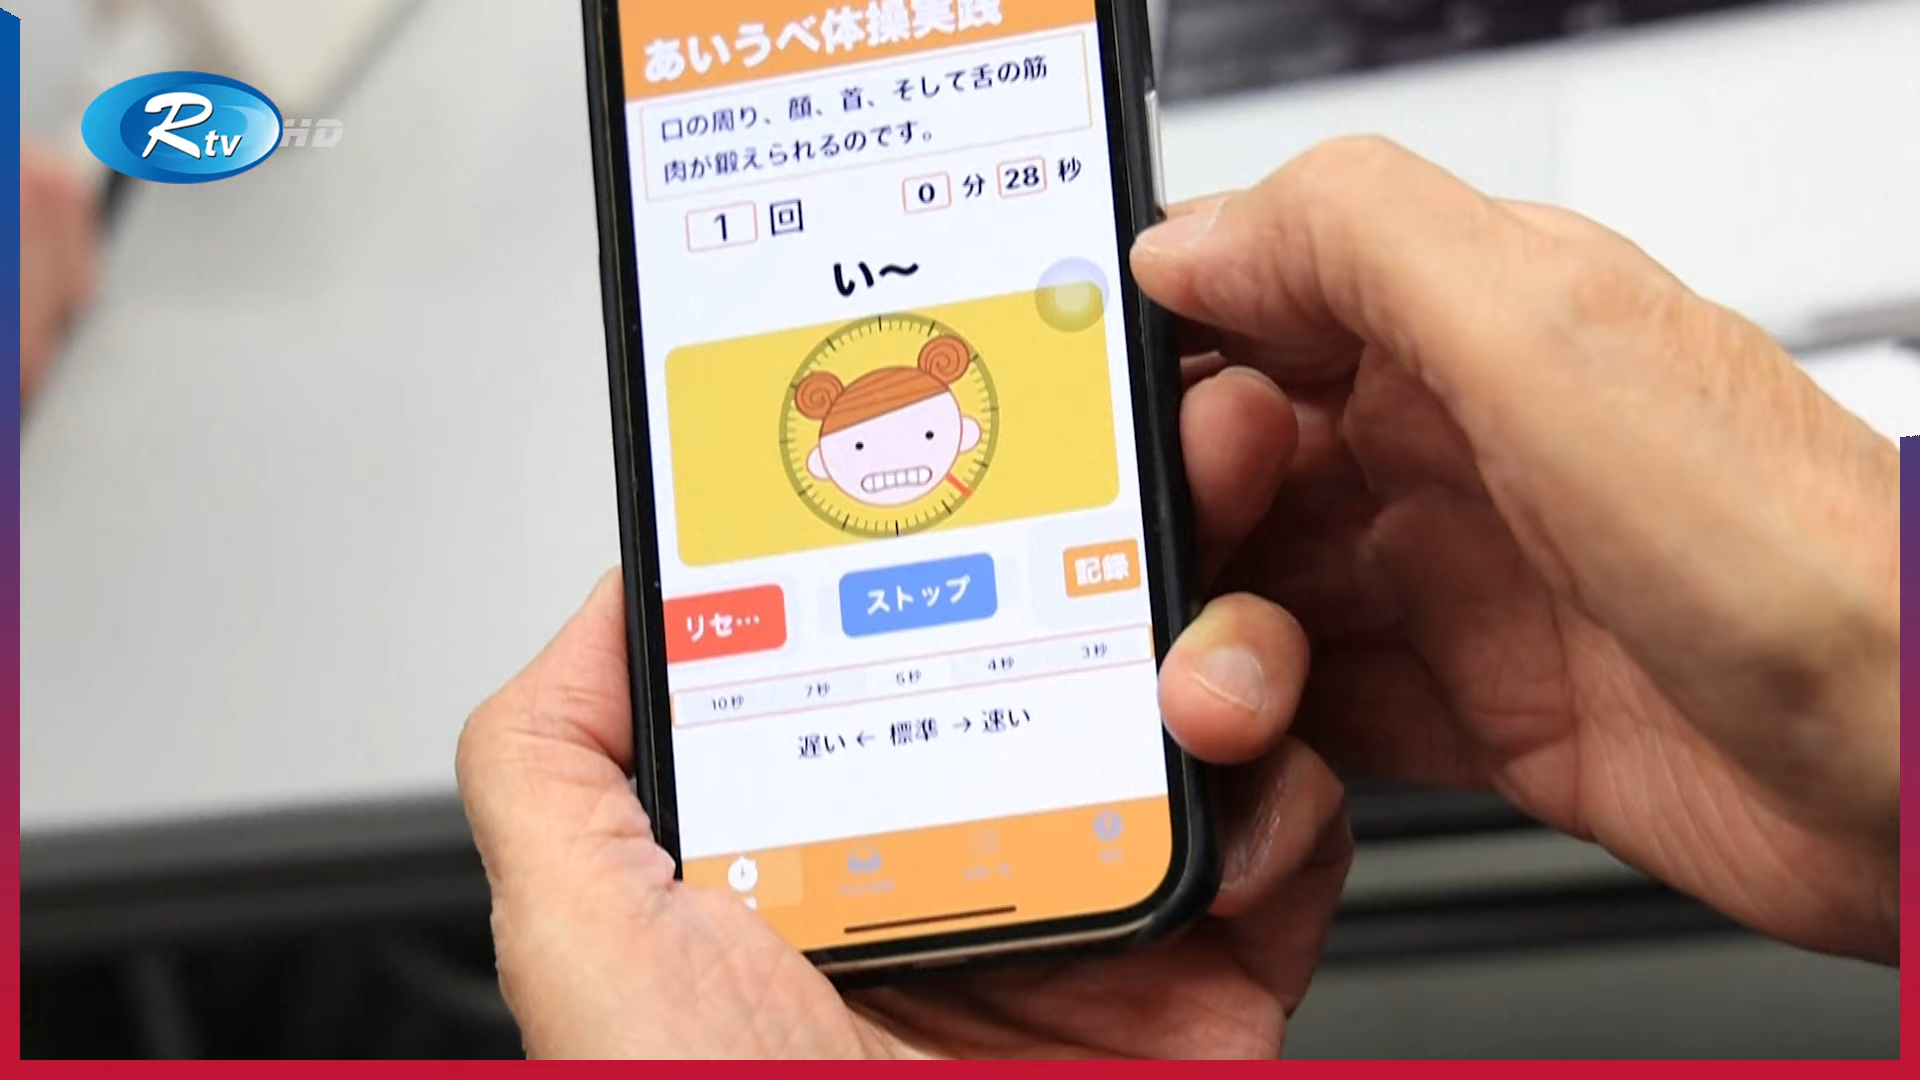 Rtv HD
あいうべ体操実践
口の周り、顔、首、そして舌の筋
肉が鍛えられるのです。
1 回 0 分 28 秒
い〜
リセ… ストップ 記録
10秒 7秒 5秒 4秒 3秒
遅い ← 標準 → 速い